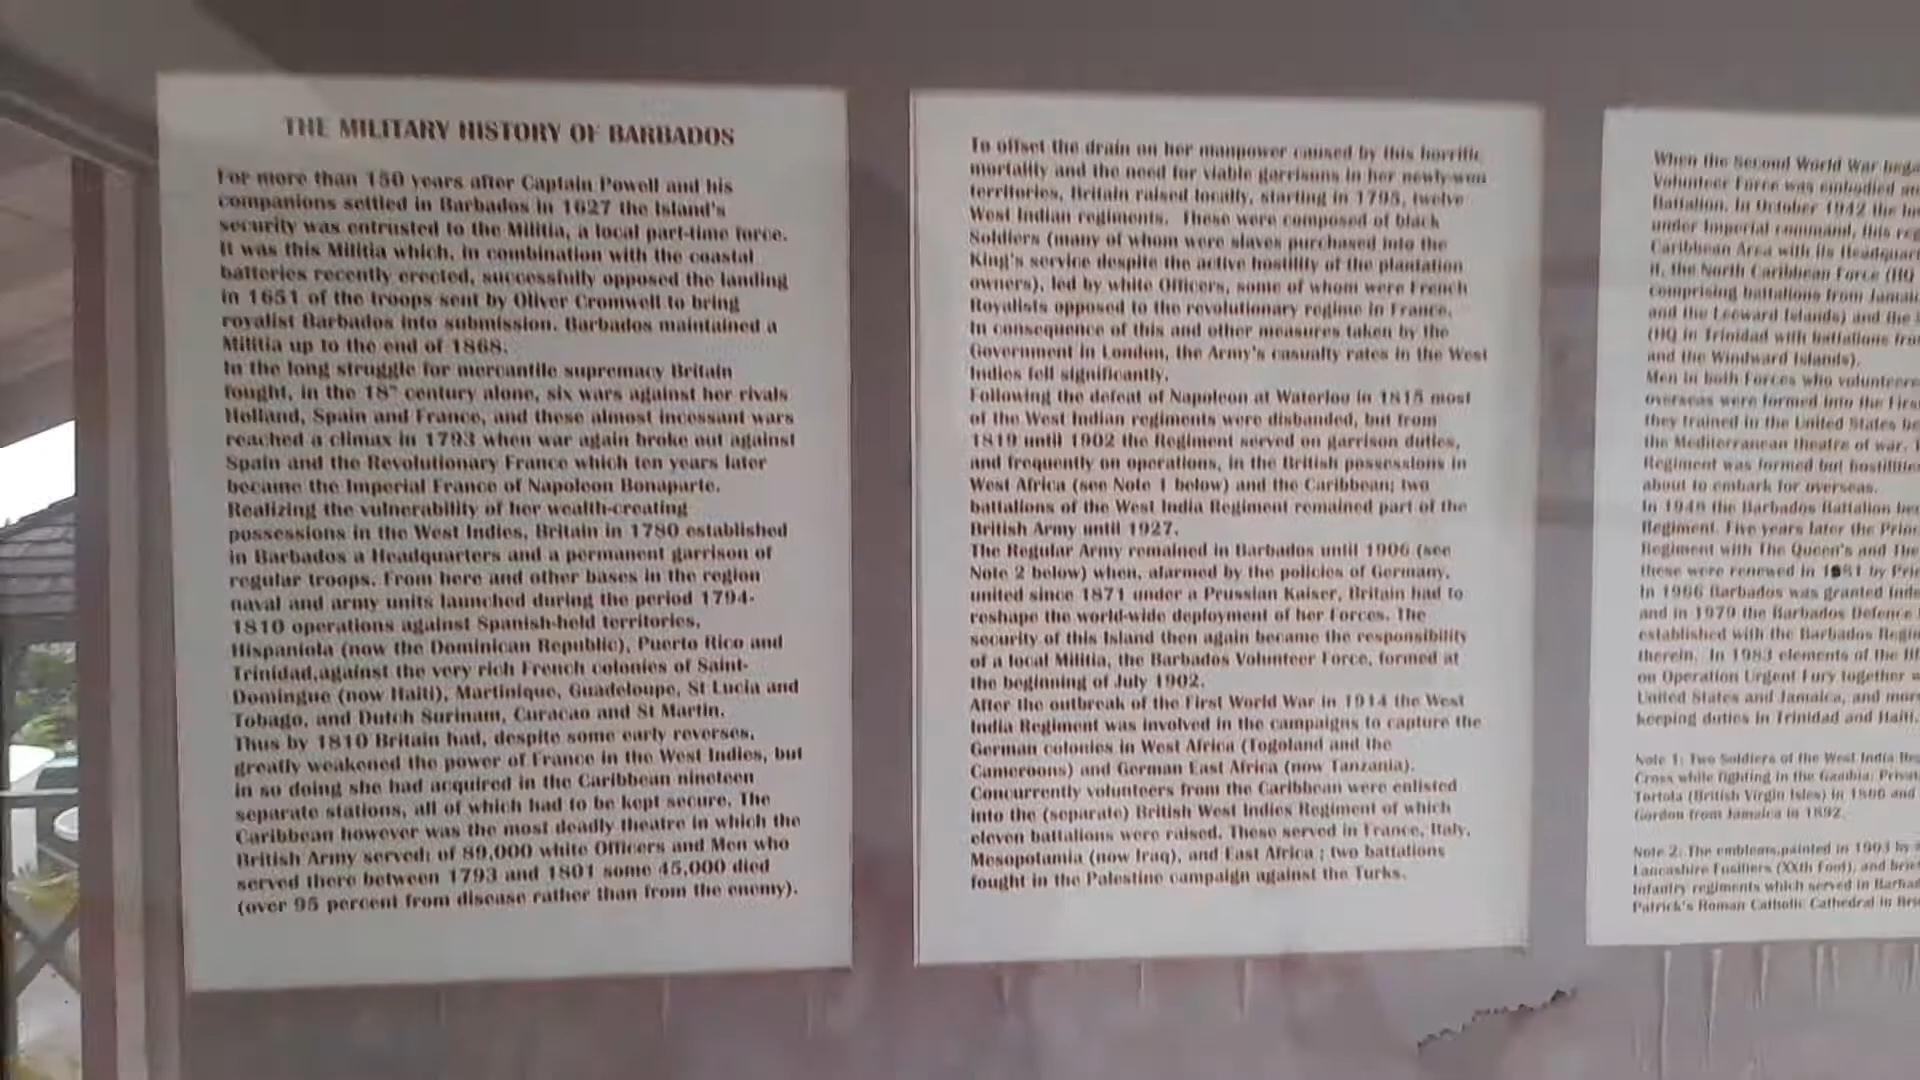 THE MILITARY HISTORY OF BARBADOS
For more than 150 years after Captain Powell and his
companions settled in Barbados in 1627 the Island's
security was entrusted to the Militia, a local part-time force.
It was this Militia which, in combination with the coastal
batteries recently erected, successfully opposed the landing
in 1651 of the troops sent by Oliver Cromwell to bring
royalist Barbados into submission. Barbados maintained a
Militia up to the end of 1868.
In the long struggle for mercantile supremacy Britain
fought, in the 18th century alone, six wars against her rivals
Holland, Spain and France, and these almost incessant wars
reached a climax in 1793 when war again broke out against
Spain and the Revolutionary France which ten years later
became the Imperial France of Napoleon Bonaparte.
Realizing the vulnerability of her wealth-creating
possessions in the West Indies, Britain in 1780 established
in Barbados a Headquarters and a permanent garrison of
regular troops. From here and other bases in the region
naval and army units launched during the period 1794-
1810 operations against Spanish-held territories,
Hispaniola (now the Dominican Republic), Puerto Rico and
Trinidad,against the very rich French colonies of Saint-
Domingue (now Haiti), Martinique, Guadeloupe, St Lucia and
Tobago, and Dutch Surinam, Curacao and St Martin.
Thus by 1810 Britain had, despite some early reverses,
greatly weakened the power of France in the West Indies, but
in so doing she had acquired in the Caribbean nineteen
separate stations, all of which had to be kept secure. The
Caribbean however was the most deadly theatre in which the
British Army served: of 89,000 white Officers and Men who
served there between 1793 and 1801 some 45,000 died
(over 95 percent from disease rather than from the enemy).
To offset the drain on her manpower caused by this horrific
mortality and the need for viable garrisons in her newly-won
territories, Britain raised locally, starting in 1795, twelve
West Indian regiments. These were composed of black
Soldiers (many of whom were slaves purchased into the
King's service despite the active hostility of the plantation
owners), led by white Officers, some of whom were French
Royalists opposed to the revolutionary regime in France.
In consequence of this and other measures taken by the
Government in London, the Army's casualty rates in the West
Indies fell significantly.
Following the defeat of Napoleon at Waterloo in 1815 most
of the West Indian regiments were disbanded, but from
1819 until 1902 the Regiment served on garrison duties,
and frequently on operations, in the British possessions in
West Africa (see Note 1 below) and the Caribbean; two
battalions of the West India Regiment remained part of the
British Army until 1927.
The Regular Army remained in Barbados until 1906 (see
Note 2 below) when, alarmed by the policies of Germany,
united since 1871 under a Prussian Kaiser, Britain had to
reshape the world-wide deployment of her Forces. The
security of this Island then again became the responsibility
of a local Militia, the Barbados Volunteer Force, formed at
the beginning of July 1902.
After the outbreak of the First World War in 1914 the West
India Regiment was involved in the campaigns to capture the
German colonies in West Africa (Togoland and the
Cameroons) and German East Africa (now Tanzania).
Concurrently volunteers from the Caribbean were enlisted
into the (separate) British West Indies Regiment of which
eleven battalions were raised. These served in France, Italy,
Mesopotamia (now Iraq), and East Africa ; two battalions
fought in the Palestine campaign against the Turks.
When the Second World War bega
Volunteer Force was embodied
Battalion. In October 1942 the
under Imperial command, this
Caribbean Area with its Headquart
it, the North Caribbean Force (HQ
comprising battalions from Jamaic
and the Leeward Islands) and the
(HQ in Trinidad with battalions
and the Windward Islands).
Men in both Forces who volunteere
overseas were formed into the First
they trained in the United States
the Mediterranean theatre of war.
Regiment was formed but hostilities
about to embark for overseas.
In 1948 the Barbados Battalion
Regiment. Five years later the
Regiment with The Queen's and The
these were renewed in by
In 1966 Barbados was granted
and in 1979 the Barbados Defence
established with the Barbados
therein. In 1983 elements of the
on Operation Urgent Fury together
United States and Jamaica, and
keeping duties in Trinidad and Haiti.
Note 1: Two Soldiers of the West India
Cross while fighting in the Gambia:
Tortola (British Virgin Isles) in 1866 and
Gordon from Jamaica in 1892.
Note 2: The emblems,painted in 1903 by
Lancashire Fusiliers (XXth Foot), and
Infantry regiments which served in
Patrick's Roman Catholic Cathedral in